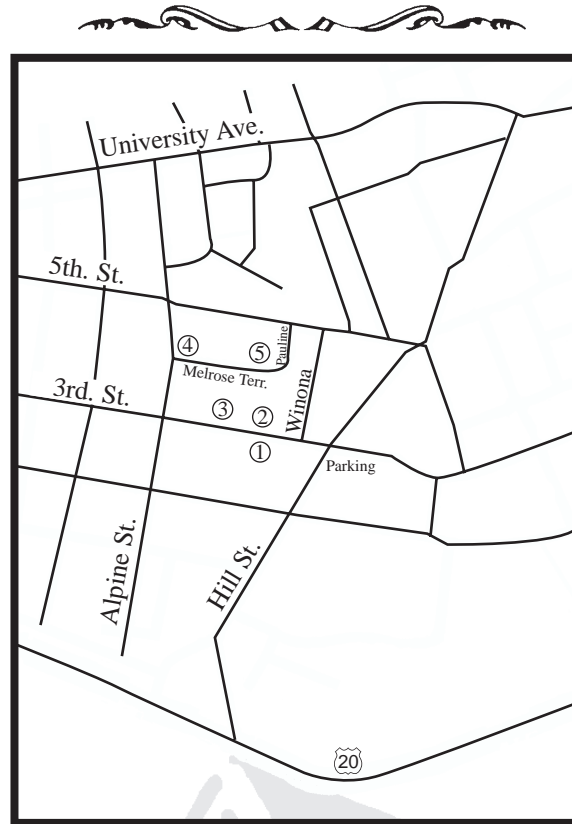 University Ave.
5th. St.
④
⑤
Pauline
Melrose Terr.
3rd. St.
③
②
Winona
①
Parking
Alpine St.
Hill St.
20